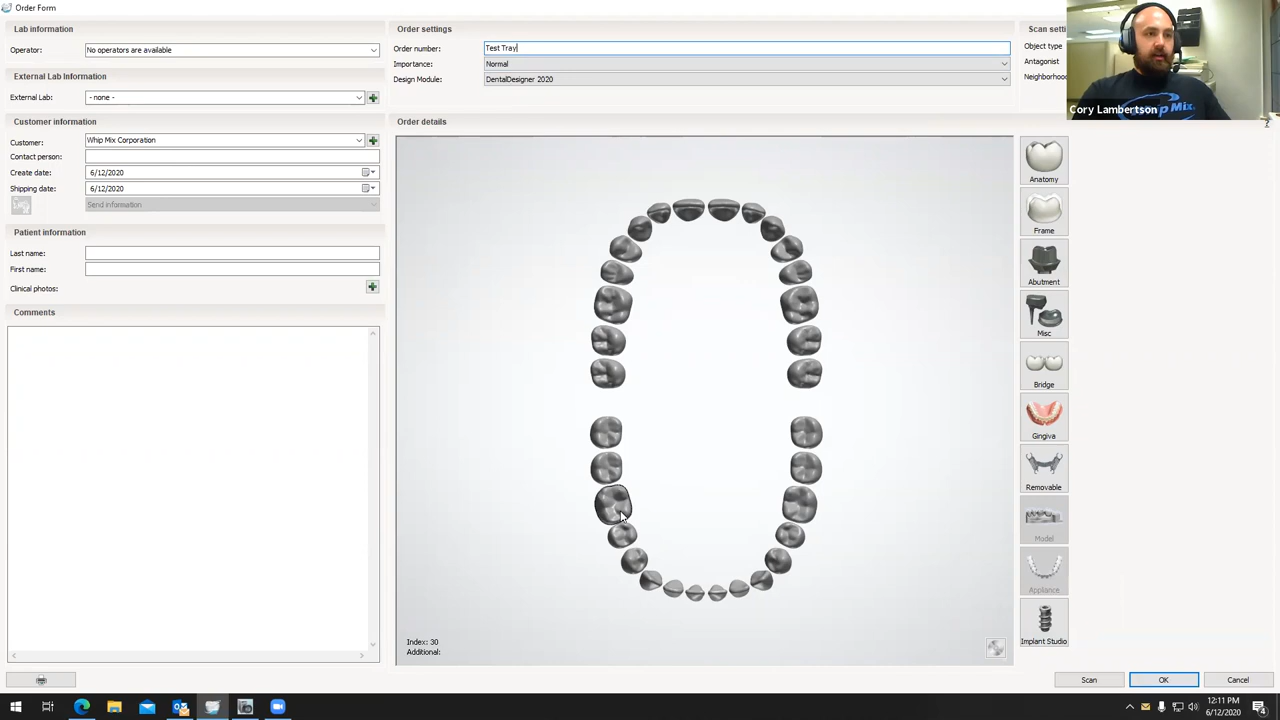 Order Form
Lab information
Operator:
No operators are available
External Lab Information
External Lab:
- none -
Customer information
Customer:
Whip Mix Corporation
Contact person:
Create date:
6/12/2020
Shipping date:
6/12/2020
Send information
Patient information
Last name:
First name:
Clinical photos:
Comments
Order settings
Order number:
Test Tray
Importance:
Normal
Design Module:
DentalDesigner 2020
Order details
Index: 30
Additional:
Object type
Antagonist
Cory Lambertson
Anatomy
Frame
Abutment
Misc
Bridge
Gingiva
Removable
Model
Appliance
Implant Studio
Scan
OK
Cancel
12:11 PM
6/12/2020
4